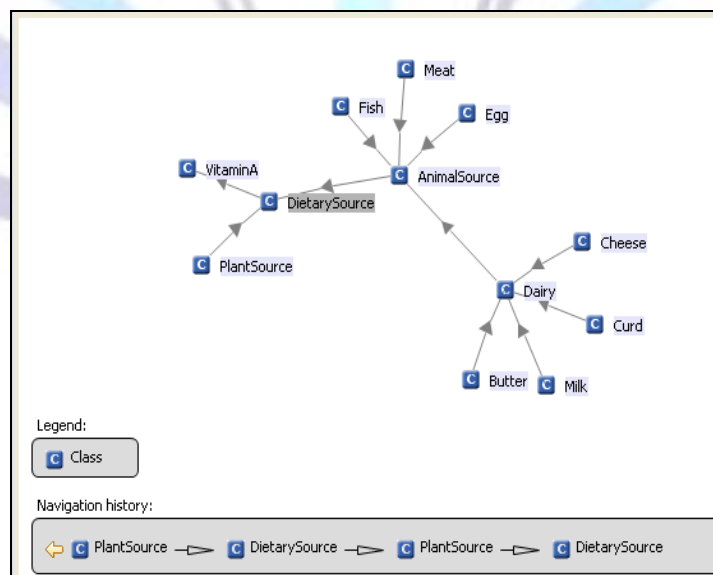 Meat
Fish
Egg
VitaminA
AnimalSource
DietarySource
PlantSource
Cheese
Dairy
Curd
Butter
Milk
Legend:
Class
Navigation history:
PlantSource DietarySource PlantSource DietarySource